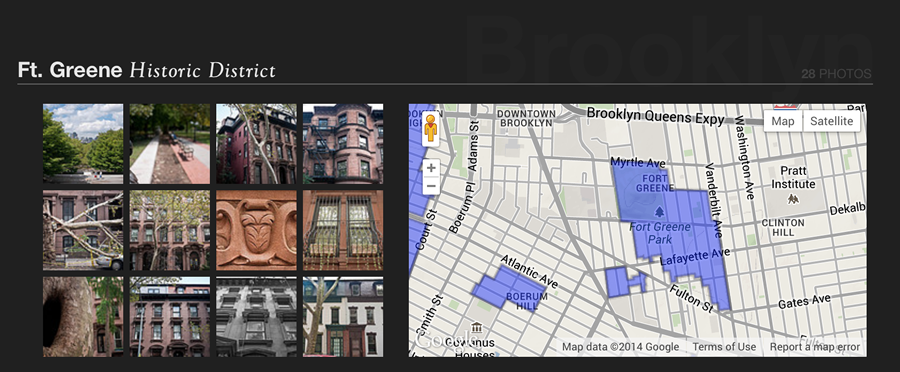 Brooklyn
Ft. Greene Historic District
28 PHOTOS
DOWNTOWN
BROOKLYN
Brooklyn Queens Expy
Map
Satellite
+
−
Adams St
Boerum Pl
Court St
Smith St
Myrtle Ave
FORT
GREENE
Fort Greene
Park
Washington Ave
Vanderbilt Ave
Pratt
Institute
CLINTON
HILL
Dekalb
Lafayette Ave
Atlantic Ave
BOERUM
HILL
Fulton St
Gates Ave
Gowanus
Houses
Google
Map data ©2014 Google
Terms of Use
Report a map error